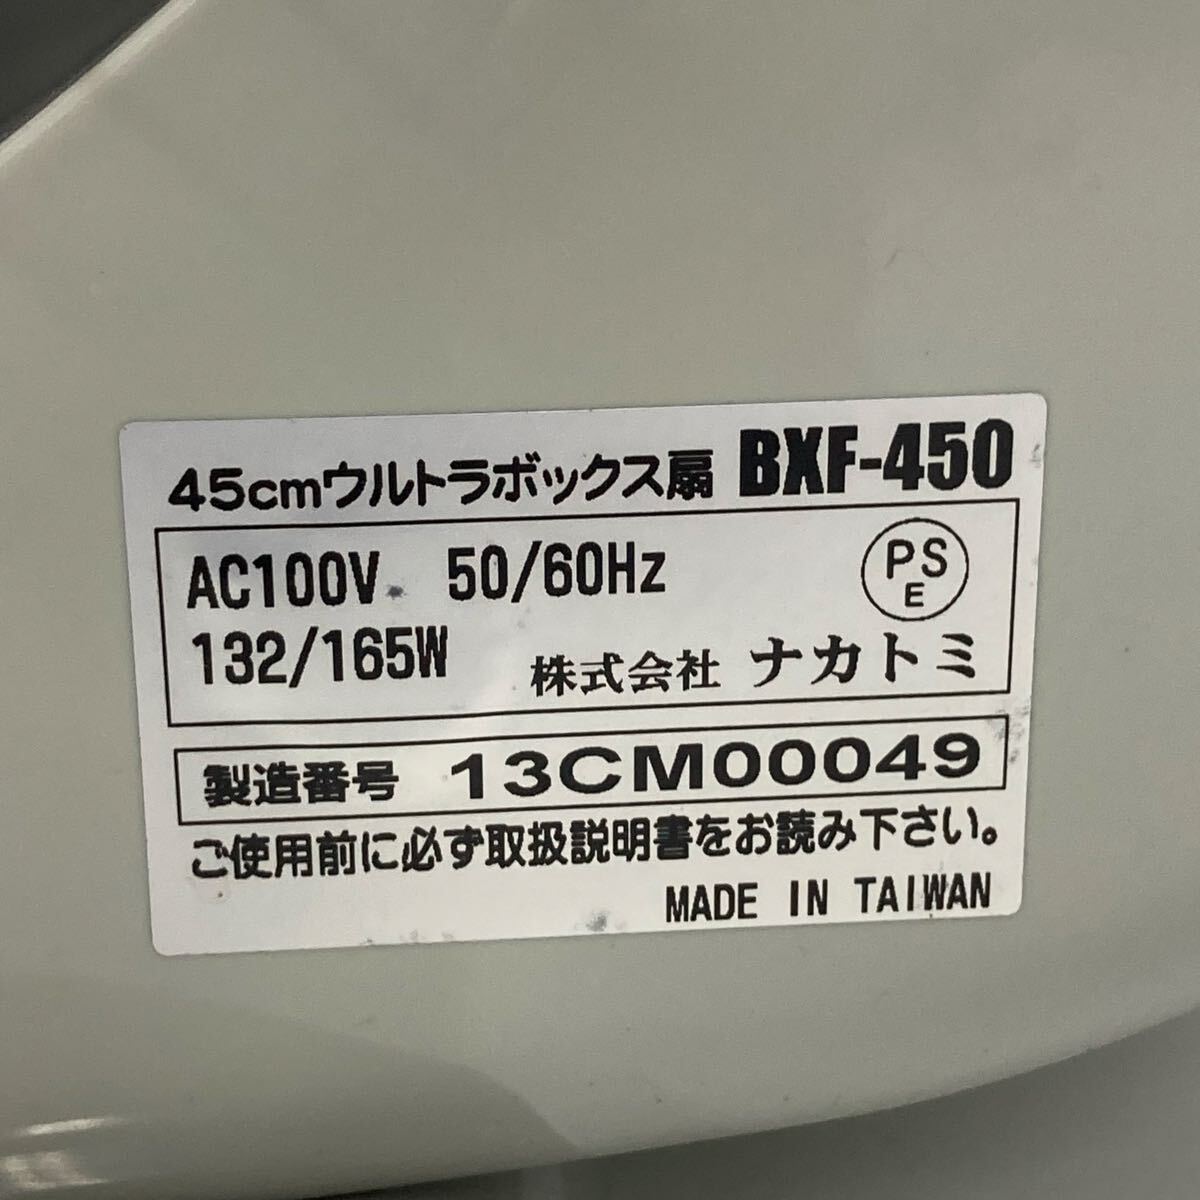 45cmウルトラボックス扇 BXF-450
AC100V 50/60Hz
PS
E
132/165W 株式会社 ナカトミ
製造番号 13CM00049
ご使用前に必ず取扱説明書をお読み下さい。
MADE IN TAIWAN